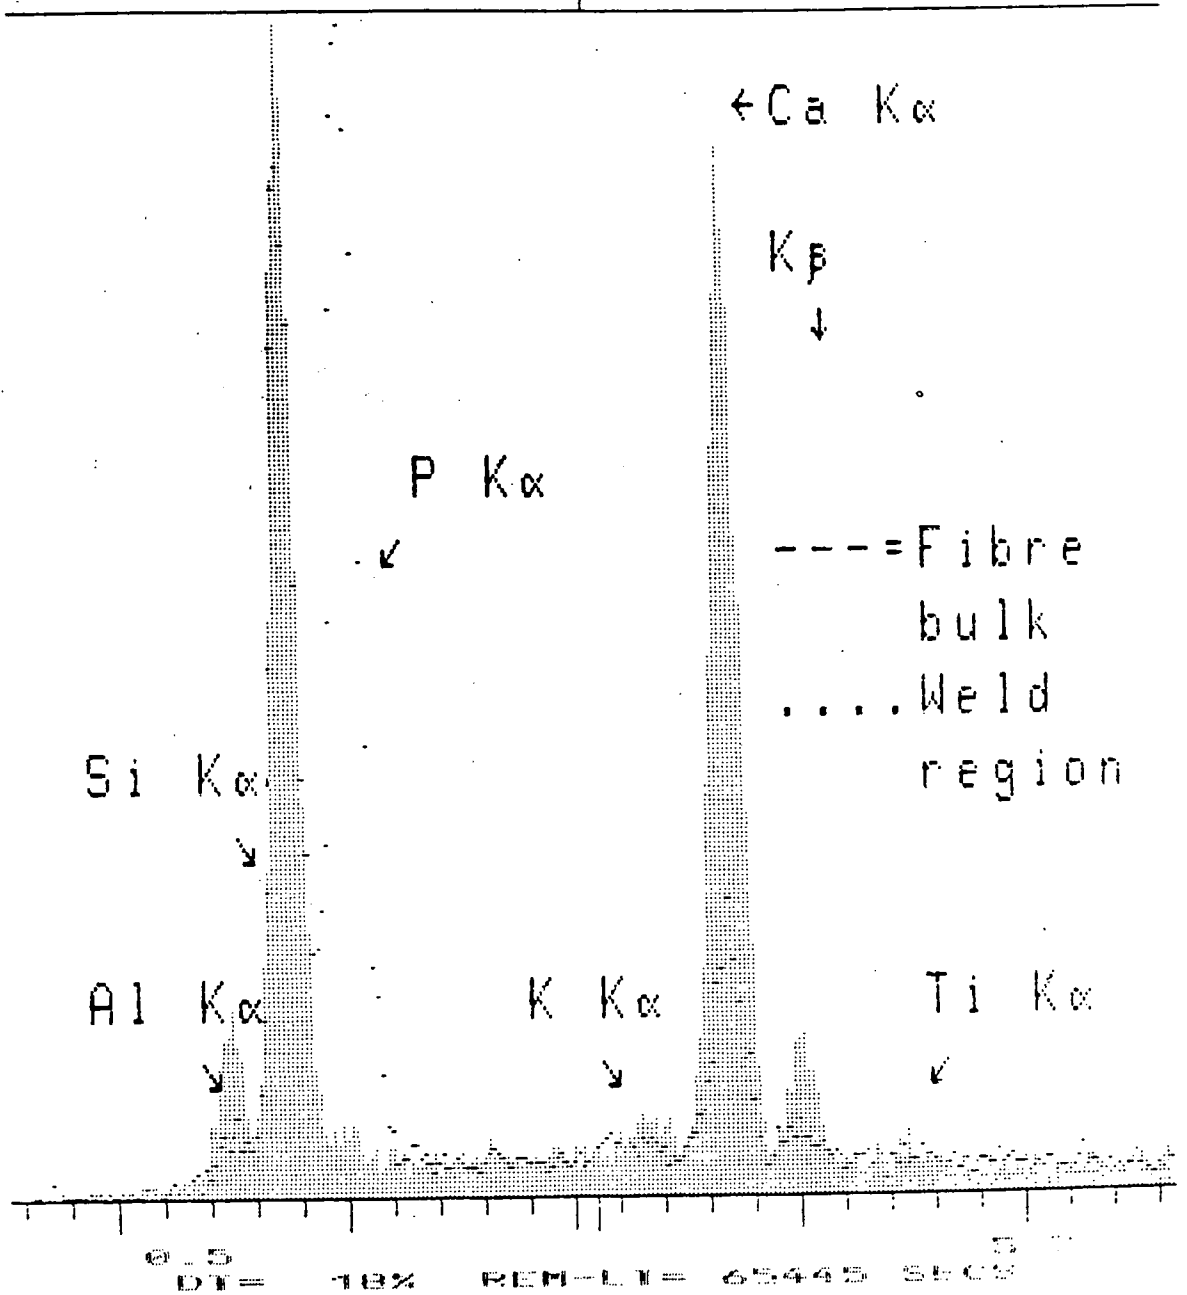 ←Ca Kα
Kβ
↓
P Kα
↙
---=Fibre
bulk
....Weld
region
Si Kα
↘
Al Kα
↘
K Kα
↘
Ti Kα
↙
0.5 5
DT= 18% REM-LT= 65445 SECS